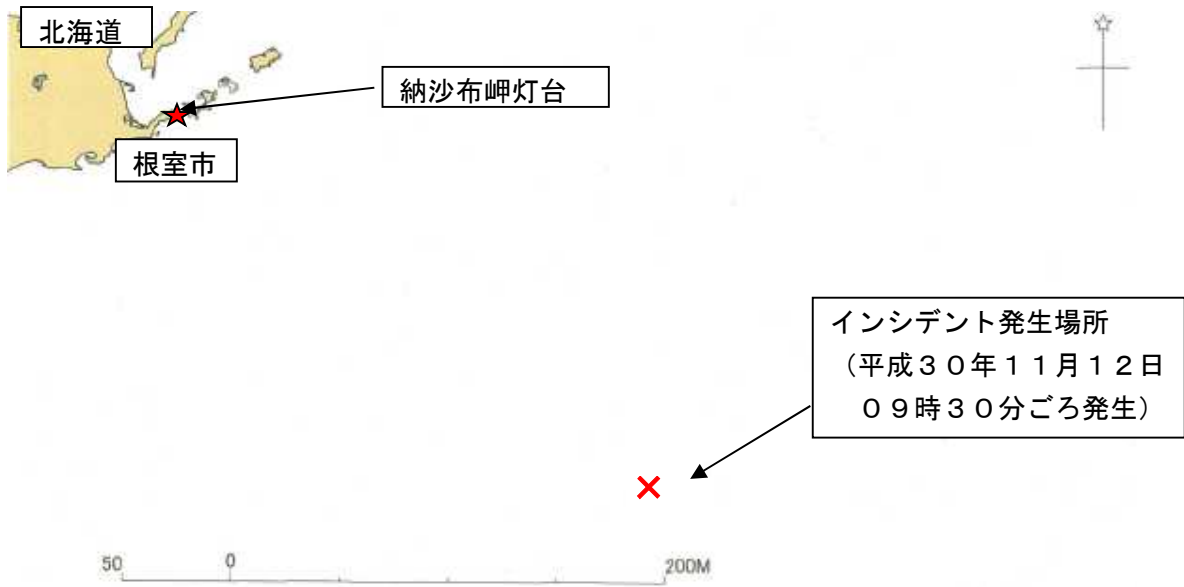 北海道
納沙布岬灯台
根室市
インシデント発生場所
（平成３０年１１月１２日
０９時３０分ごろ発生）
50 0 200M